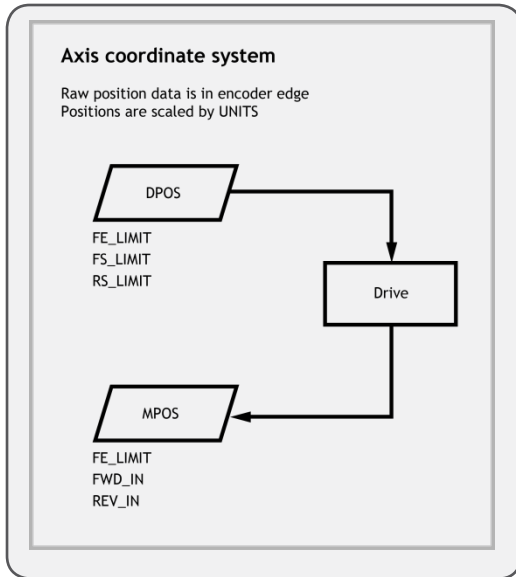 Axis coordinate system
Raw position data is in encoder edge
Positions are scaled by UNITS
DPOS
FE_LIMIT
FS_LIMIT
RS_LIMIT
Drive
MPOS
FE_LIMIT
FWD_IN
REV_IN